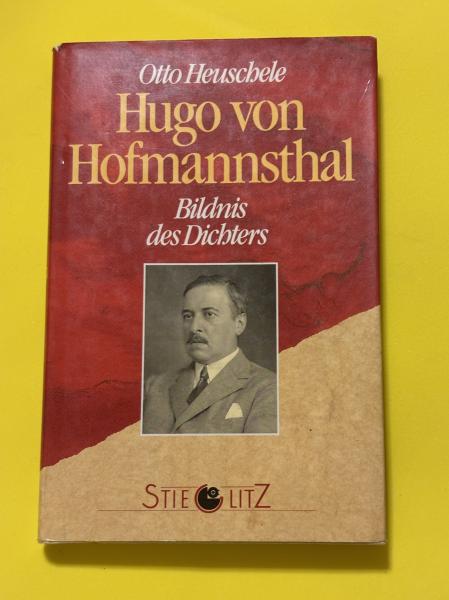 Otto Heuschele
Hugo von
Hofmannsthal
Bildnis
des Dichters
STIEGLITZ